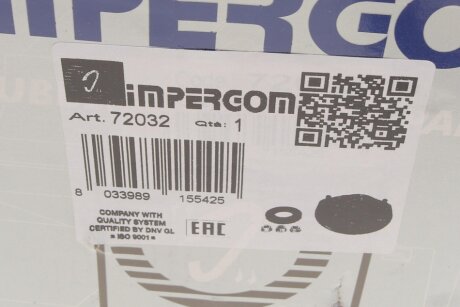 IMPERGO
IMPERGOM
Art. 72032 Qté: 1
8 033989 155425
COMPANY WITH
QUALITY SYSTEM
CERTIFIED BY DNV GL
= ISO 9001 =
EAC